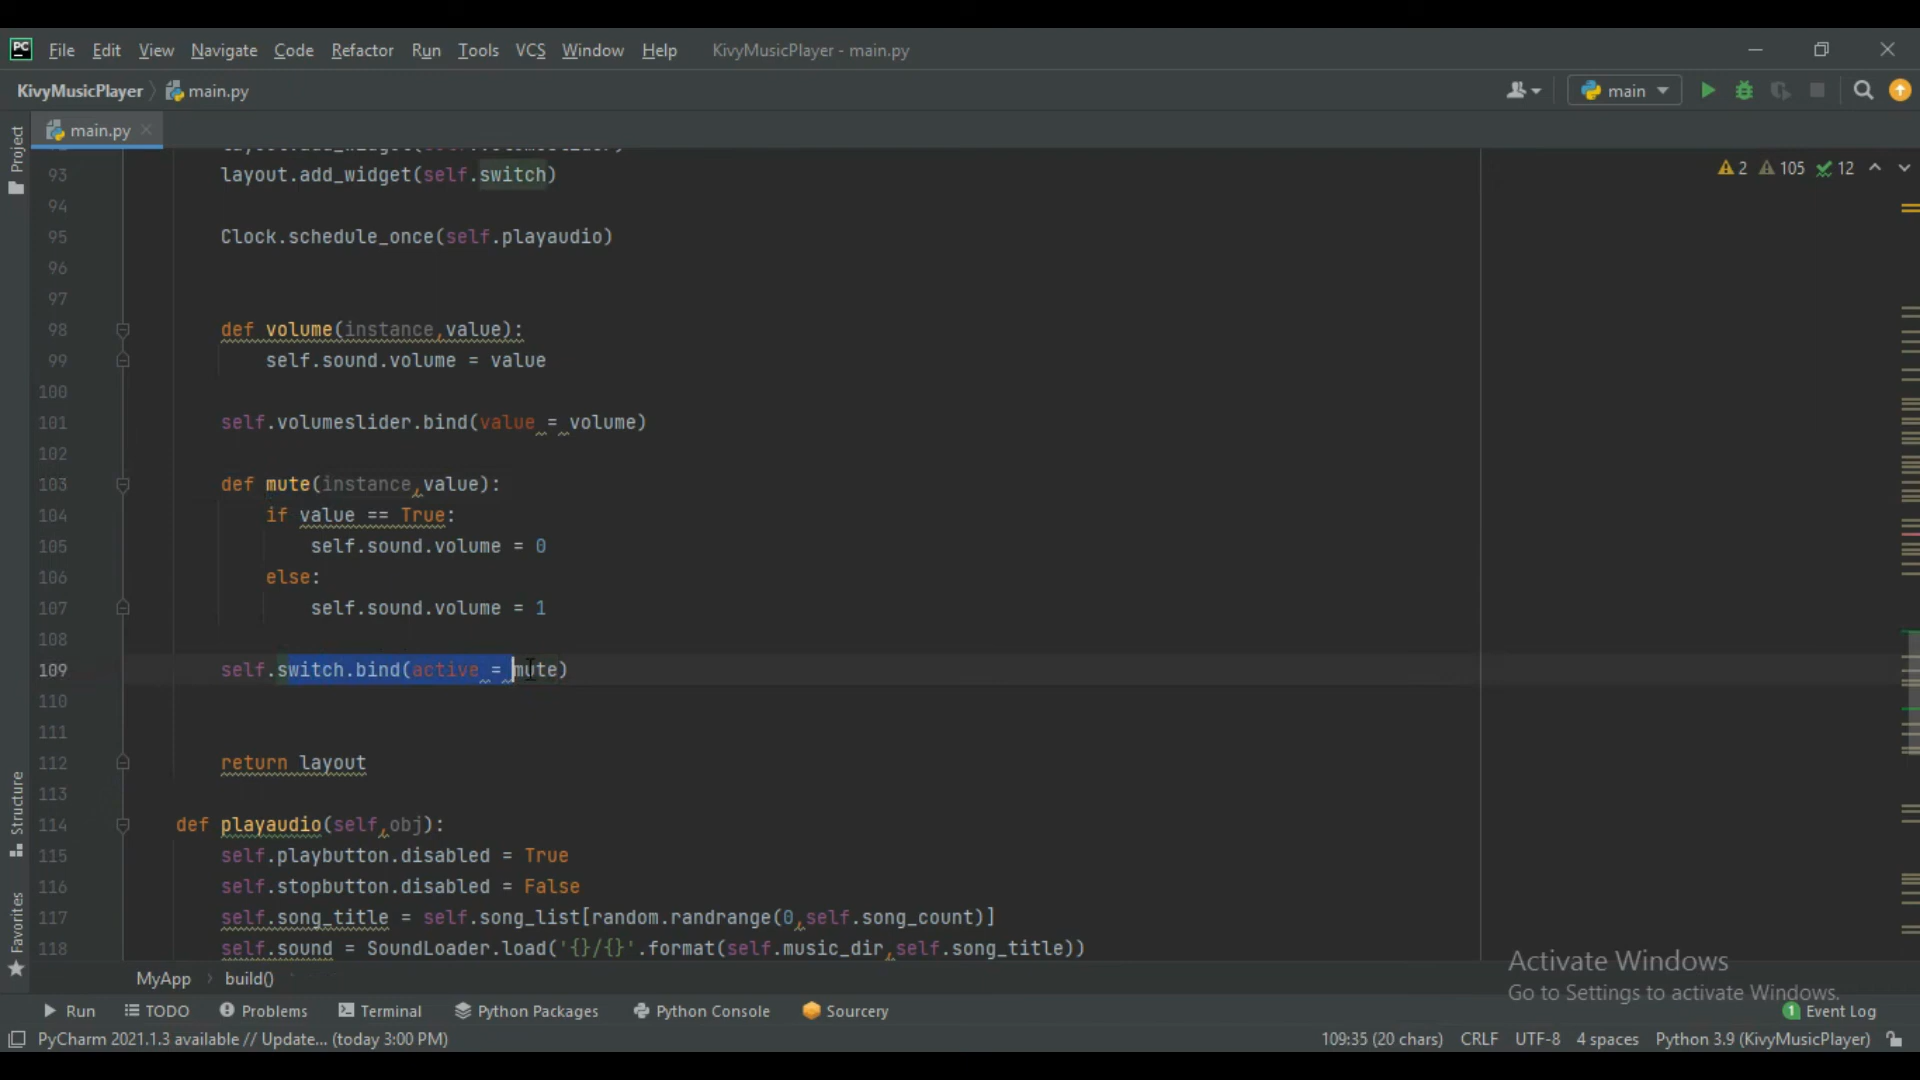 PC File Edit View Navigate Code Refactor Run Tools VCS Window Help KivyMusicPlayer - main.py
KivyMusicPlayer main.py main
Project main.py
93 layout.add_widget(self.switch) 2 105 12
94
95 Clock.schedule_once(self.playaudio)
96
97
98 def volume(instance,value):
99 self.sound.volume = value
100
101 self.volumeslider.bind(value = volume)
102
103 def mute(instance,value):
104 if value == True:
105 self.sound.volume = 0
106 else:
107 self.sound.volume = 1
108
109 self.switch.bind(active = mute)
110
111
112 return layout
113
114 def playaudio(self,obj):
115 self.playbutton.disabled = True
116 self.stopbutton.disabled = False
117 self.song_title = self.song_list[random.randrange(0,self.song_count)]
118 self.sound = SoundLoader.load('{}/{}'.format(self.music_dir,self.song_title))
Structure
Favorites
Activate Windows
Go to Settings to activate Windows.
MyApp build()
Run TODO Problems Terminal Python Packages Python Console Sourcery 1 Event Log
PyCharm 2021.1.3 available // Update... (today 3:00 PM) 109:35 (20 chars) CRLF UTF-8 4 spaces Python 3.9 (KivyMusicPlayer)